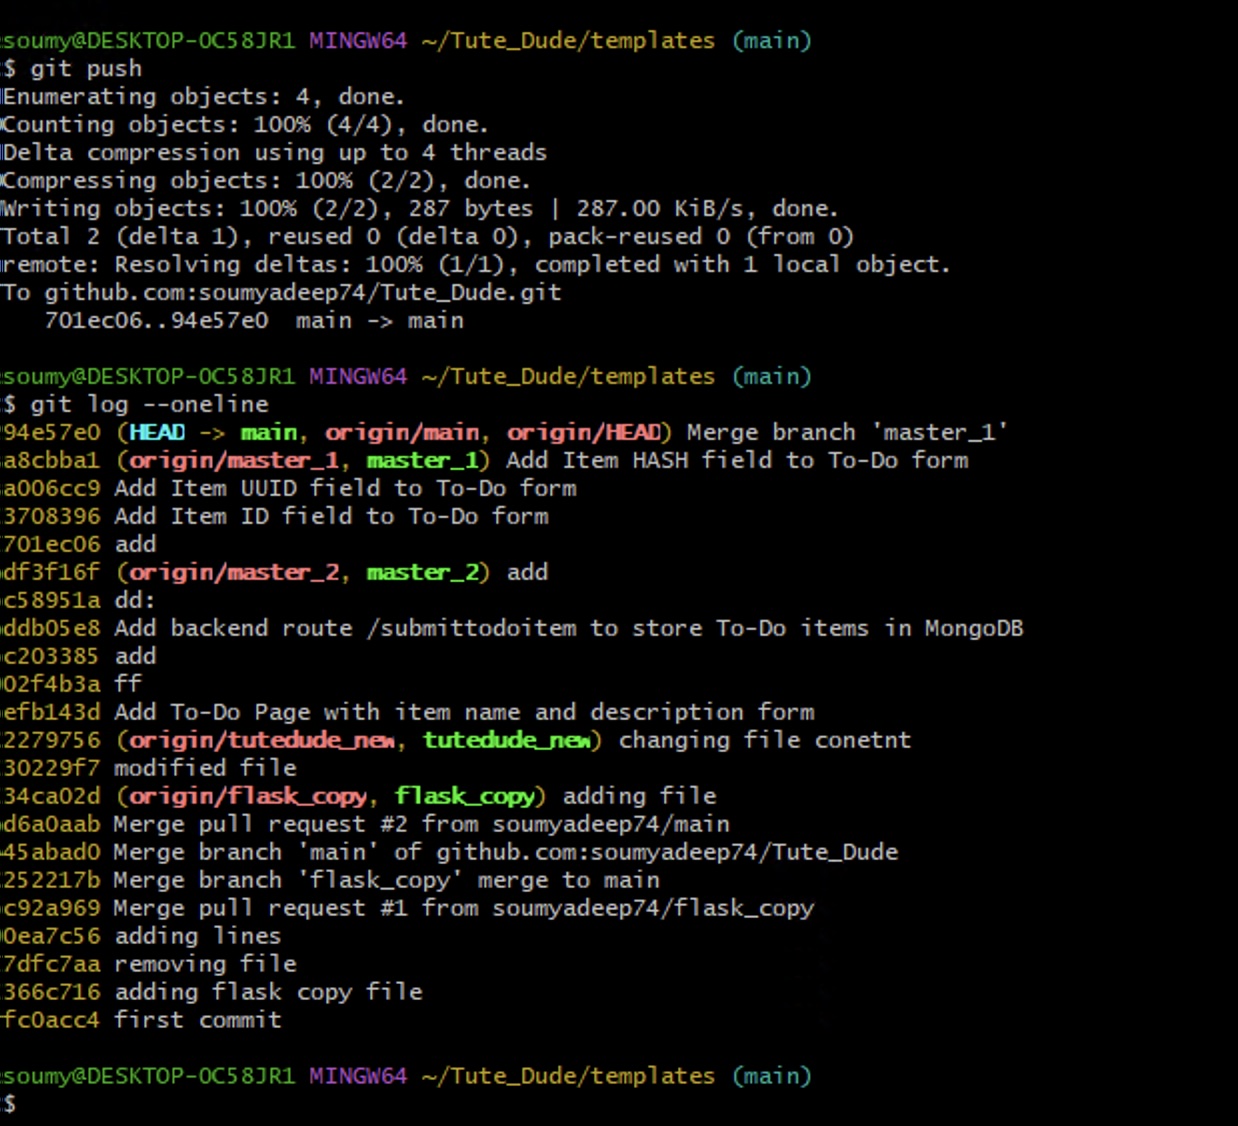 soumy@DESKTOP-OC58JR1 MINGW64 ~/Tute_Dude/templates (main)
$ git push
Enumerating objects: 4, done.
Counting objects: 100% (4/4), done.
Delta compression using up to 4 threads
Compressing objects: 100% (2/2), done.
Writing objects: 100% (2/2), 287 bytes | 287.00 KiB/s, done.
Total 2 (delta 1), reused 0 (delta 0), pack-reused 0 (from 0)
remote: Resolving deltas: 100% (1/1), completed with 1 local object.
To github.com:soumyadeep74/Tute_Dude.git
   701ec06..94e57e0  main -> main
soumy@DESKTOP-OC58JR1 MINGW64 ~/Tute_Dude/templates (main)
$ git log --oneline
94e57e0 (HEAD -> main, origin/main, origin/HEAD) Merge branch 'master_1'
a8cbba1 (origin/master_1, master_1) Add Item HASH field to To-Do form
a006cc9 Add Item UUID field to To-Do form
3708396 Add Item ID field to To-Do form
701ec06 add
df3f16f (origin/master_2, master_2) add
c58951a dd:
ddb05e8 Add backend route /submittodoitem to store To-Do items in MongoDB
c203385 add
02f4b3a ff
efb143d Add To-Do Page with item name and description form
2279756 (origin/tutedude_new, tutedude_new) changing file conetnt
30229f7 modified file
34ca02d (origin/flask_copy, flask_copy) adding file
d6a0aab Merge pull request #2 from soumyadeep74/main
45abad0 Merge branch 'main' of github.com:soumyadeep74/Tute_Dude
252217b Merge branch 'flask_copy' merge to main
c92a969 Merge pull request #1 from soumyadeep74/flask_copy
0ea7c56 adding lines
7dfc7aa removing file
366c716 adding flask copy file
fc0acc4 first commit
soumy@DESKTOP-OC58JR1 MINGW64 ~/Tute_Dude/templates (main)
$